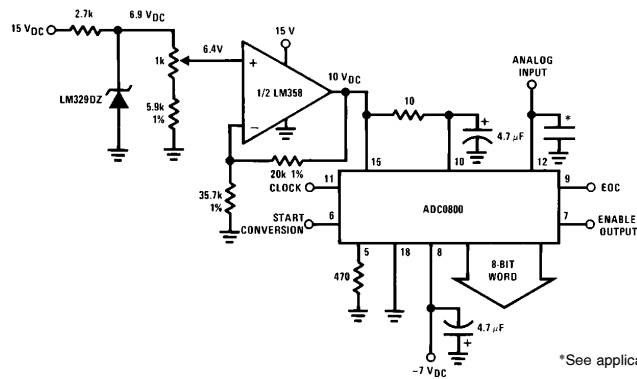 2.7k
6.9 VDC
15 VDC
15 V
ANALOG
INPUT
6.4V
10 VDC
1k
+
1/2 LM358
10
+
*
LM329DZ
5.9k
1%
−
4.7 μF
20k 1%
15
10
12
35.7k
1%
CLOCK
11
9
EOC
ADC0800
START
CONVERSION
6
7
ENABLE
OUTPUT
5
18
8
8-BIT
WORD
470
4.7 μF
+
−7 VDC
*See applica